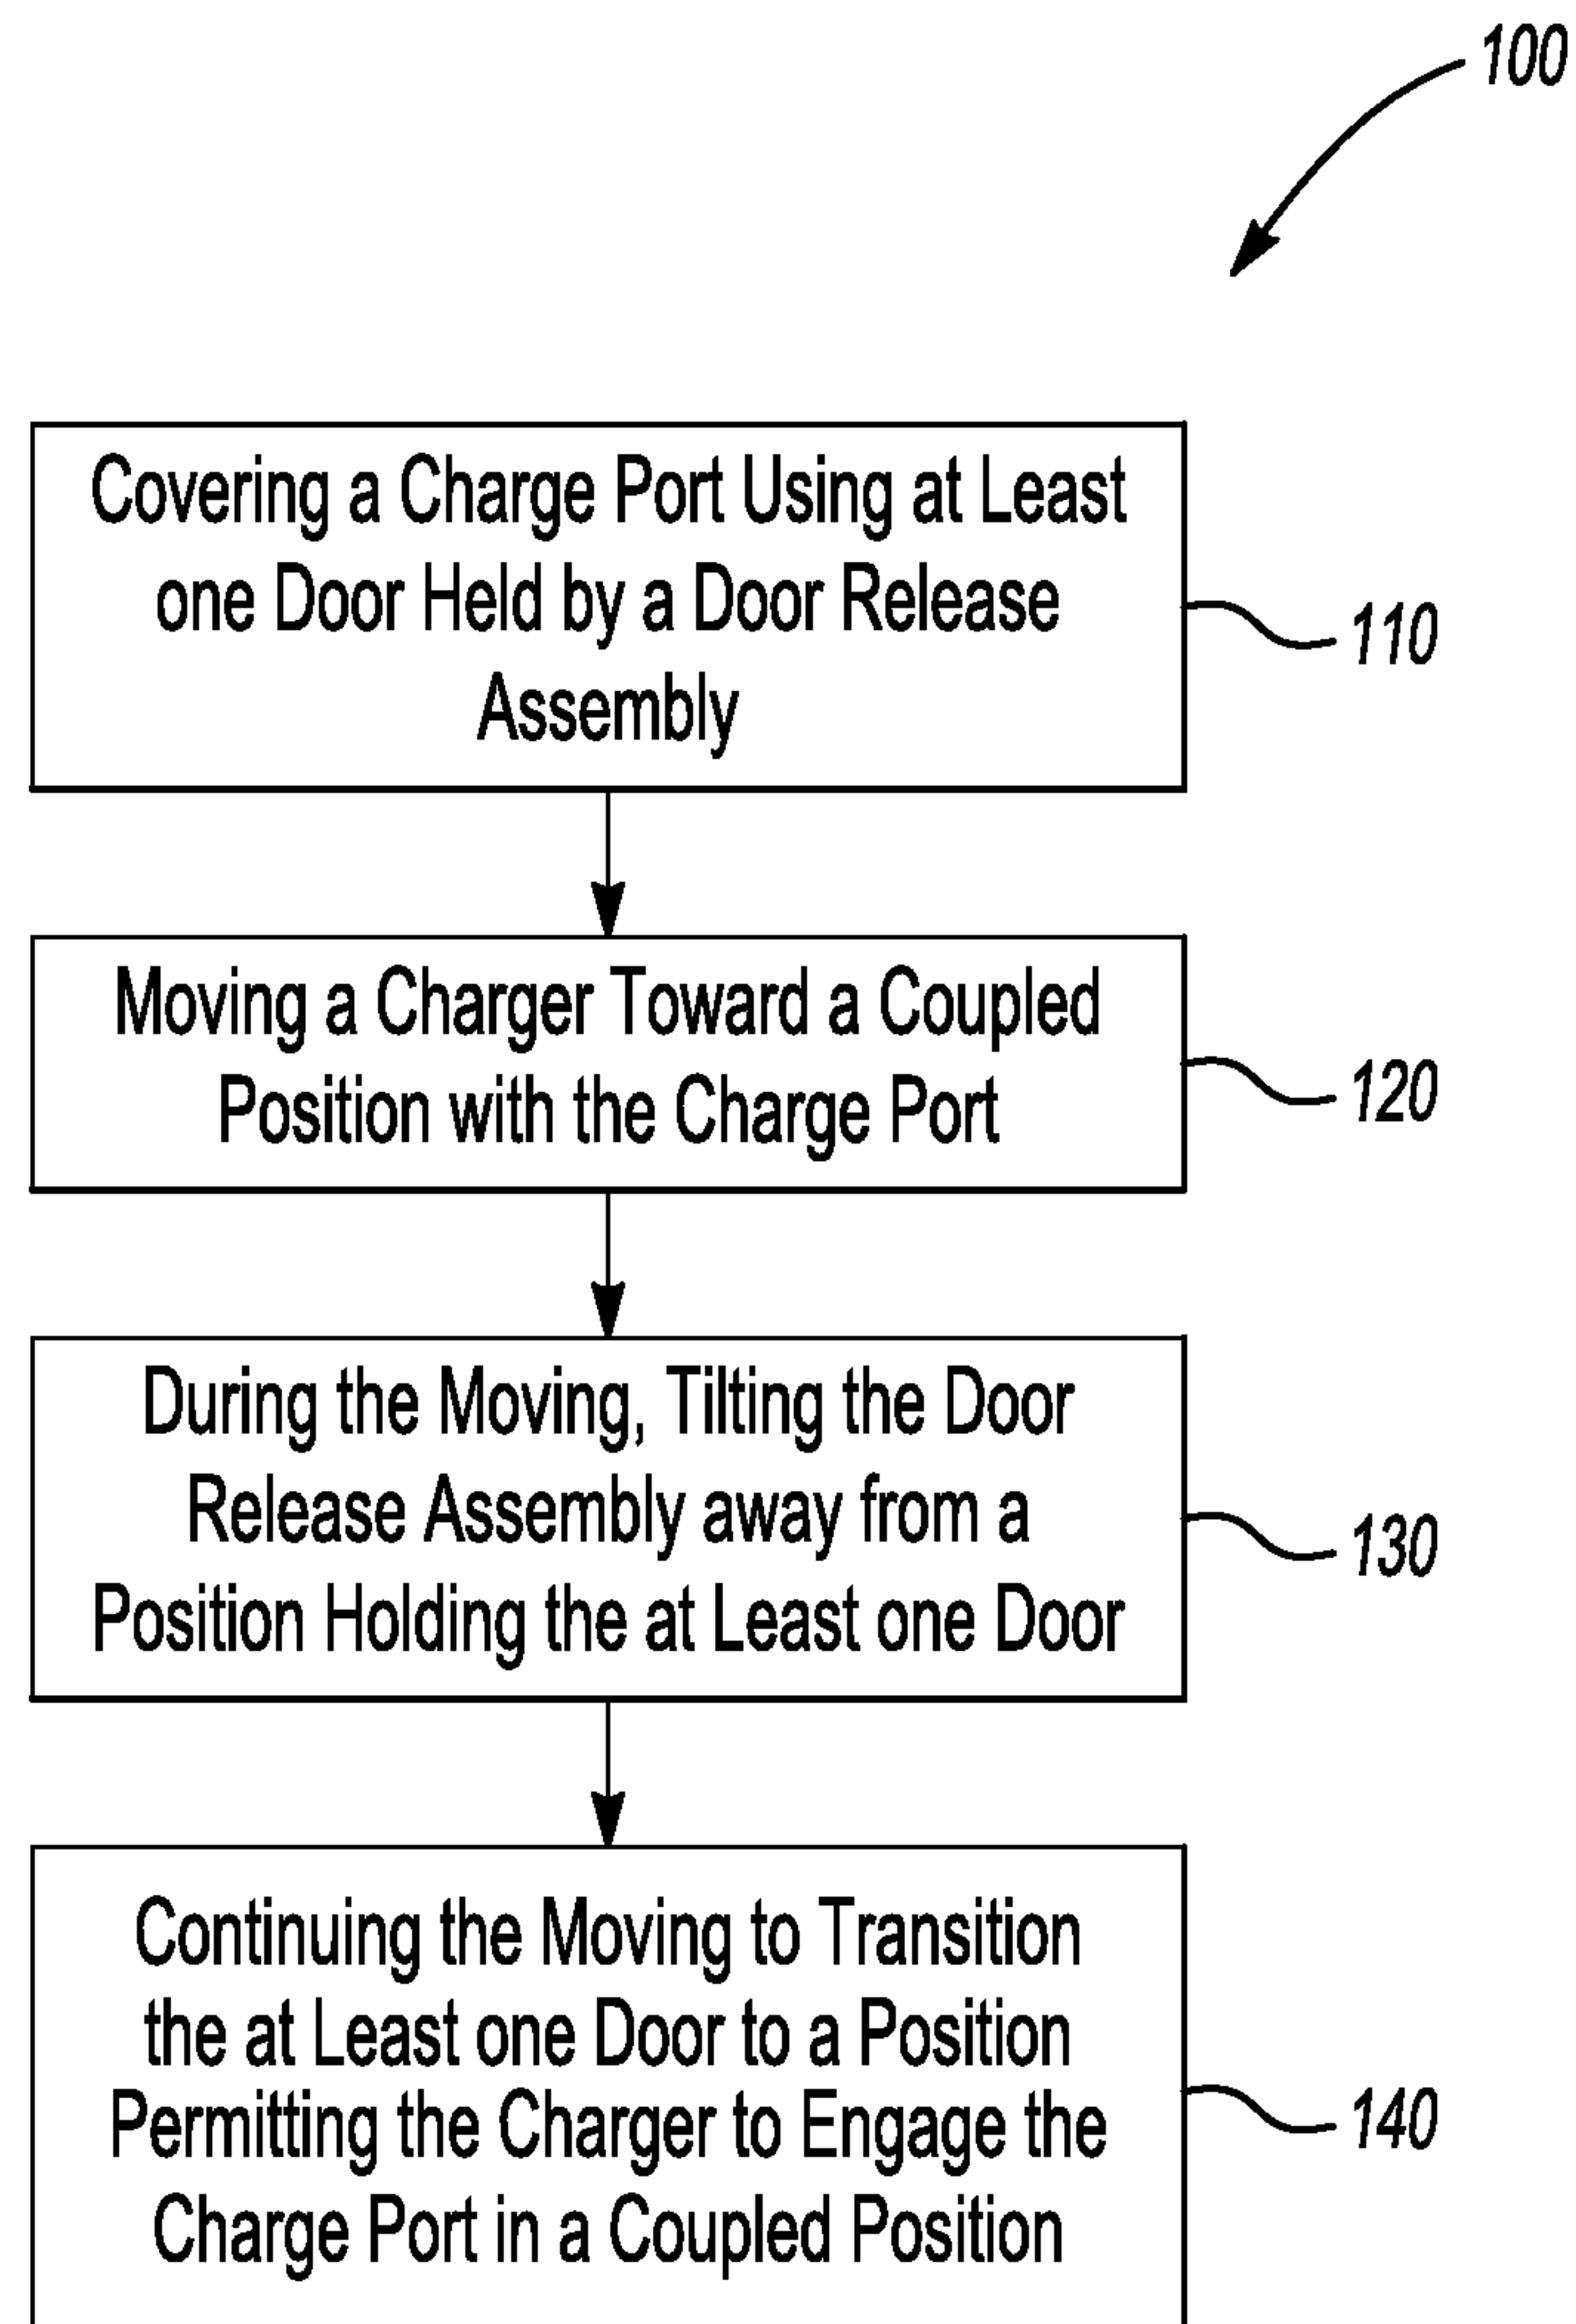 100
Covering a Charge Port Using at Least
one Door Held by a Door Release
Assembly
110
Moving a Charger Toward a Coupled
Position with the Charge Port
120
During the Moving, Tilting the Door
Release Assembly away from a
Position Holding the at Least one Door
130
Continuing the Moving to Transition
the at Least one Door to a Position
Permitting the Charger to Engage the
Charge Port in a Coupled Position
140